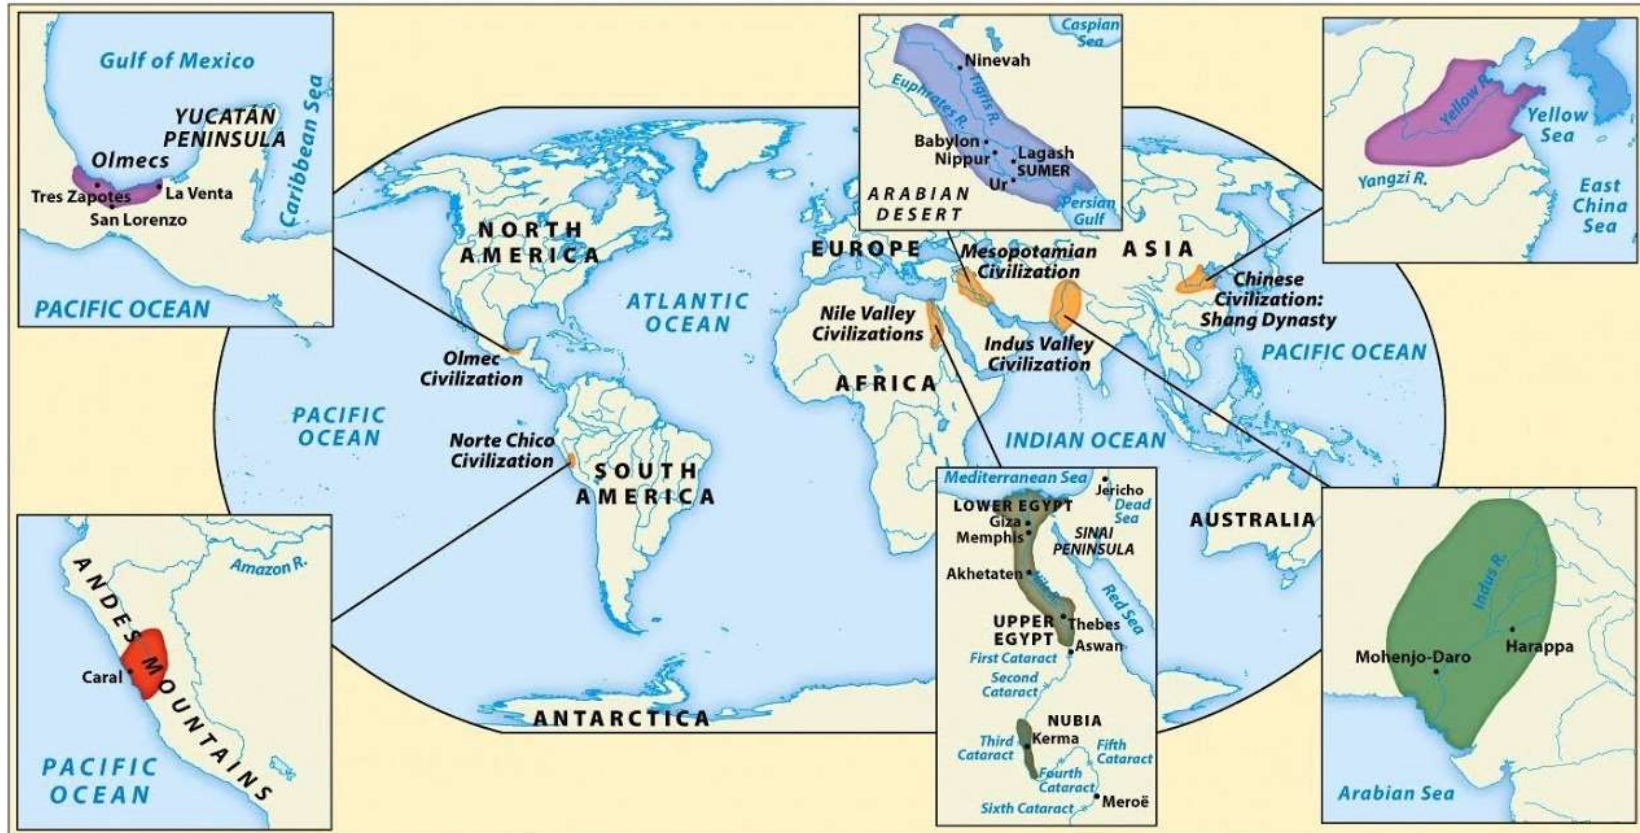 Gulf of Mexico
YUCATÁN
PENINSULA
Caribbean Sea
Olmecs
Tres Zapotes
La Venta
San Lorenzo
PACIFIC OCEAN
Caspian
Sea
Ninevah
Euphrates R.
Tigris R.
Babylon
Nippur
Lagash
SUMER
Ur
ARABIAN
DESERT
Persian
Gulf
Yellow R.
Yellow
Sea
Yangzi R.
East
China
Sea
NORTH
AMERICA
EUROPE
ASIA
Mesopotamian
Civilization
Chinese
Civilization:
Shang Dynasty
ATLANTIC
OCEAN
Nile Valley
Civilizations
Indus Valley
Civilization
PACIFIC OCEAN
Olmec
Civilization
AFRICA
PACIFIC
OCEAN
Norte Chico
Civilization
SOUTH
AMERICA
INDIAN OCEAN
AUSTRALIA
ANTARCTICA
ANDES MOUNTAINS
Amazon R.
Caral
PACIFIC
OCEAN
Mediterranean Sea
Jericho
Dead
Sea
LOWER EGYPT
Giza
Memphis
SINAI
PENINSULA
Akhetaten
Red Sea
UPPER
EGYPT
Thebes
Aswan
First Cataract
Second
Cataract
NUBIA
Third
Cataract
Kerma
Fifth
Cataract
Fourth
Cataract
Sixth Cataract
Meroë
Indus R.
Harappa
Mohenjo-Daro
Arabian Sea